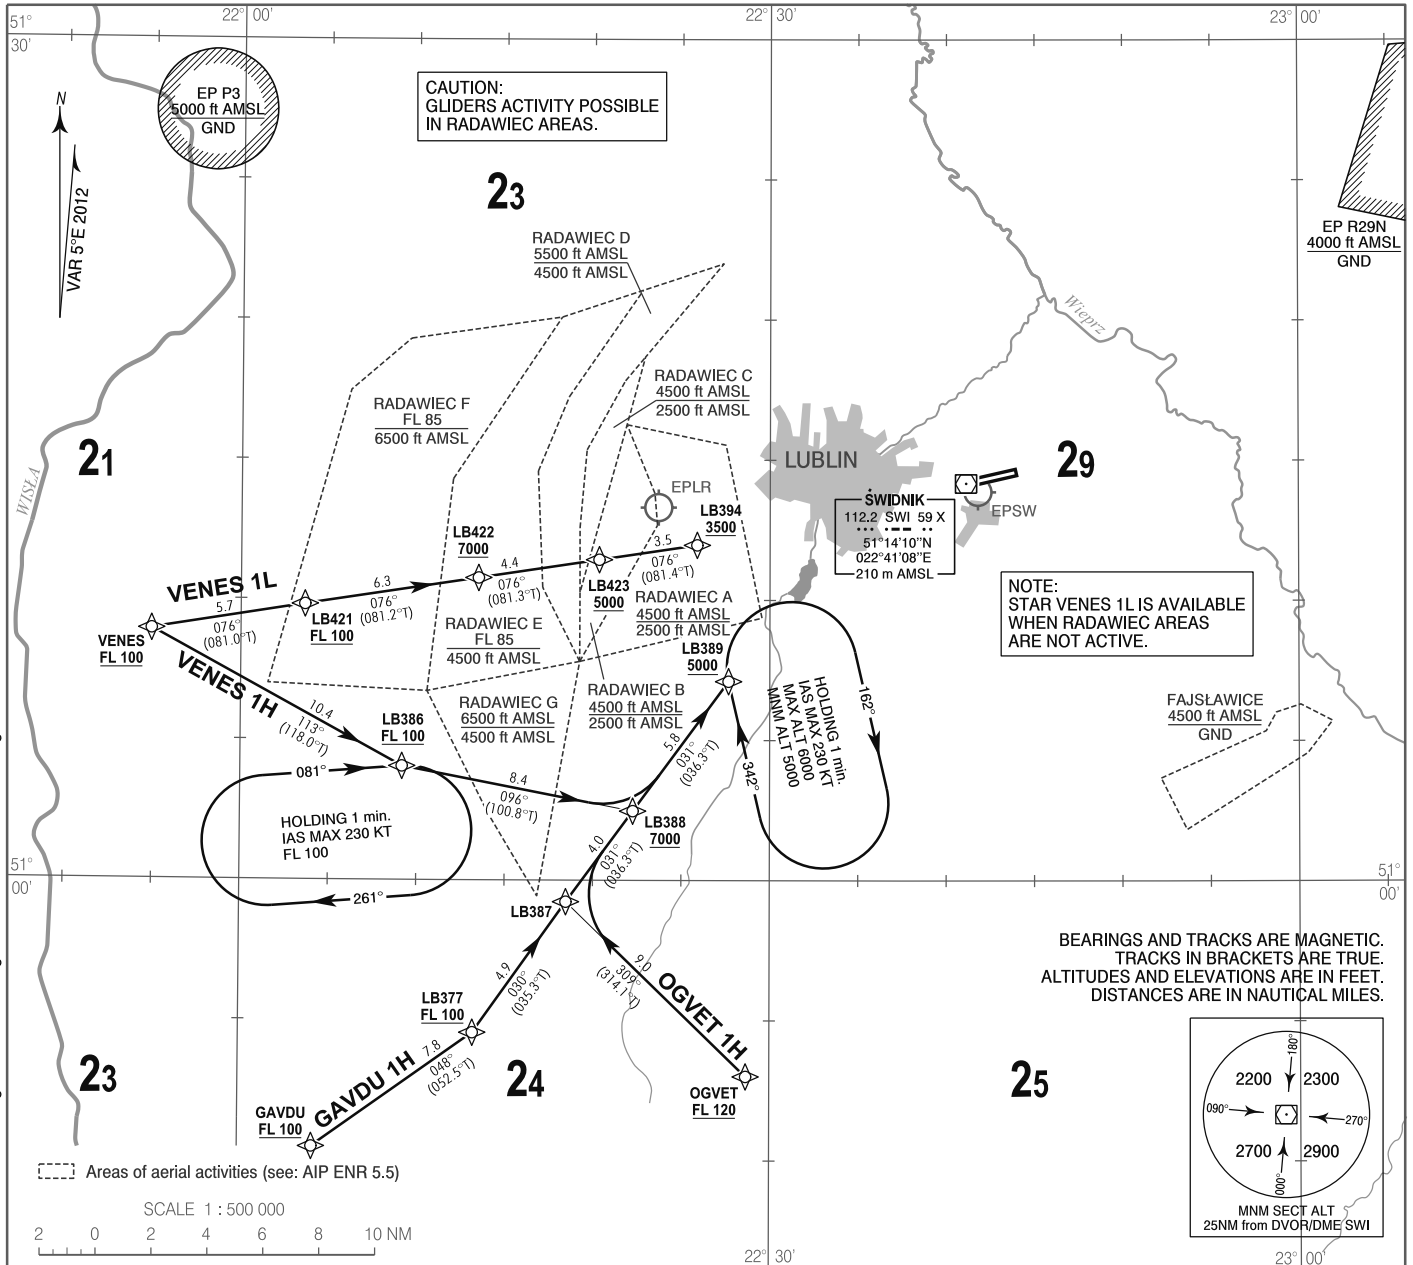 51°
30'
22° 00'
22° 30'
23° 00'
EP P3
5000 ft AMSL
GND
CAUTION:
GLIDERS ACTIVITY POSSIBLE
IN RADAWIEC AREAS.
N
VAR 5°E 2012
23
RADAWIEC D
5500 ft AMSL
4500 ft AMSL
EP R29N
4000 ft AMSL
GND
Wieprz
RADAWIEC C
4500 ft AMSL
2500 ft AMSL
RADAWIEC F
FL 85
6500 ft AMSL
21
WISŁA
LUBLIN
29
EPLR
EPSW
ŚWIDNIK
112.2 SWI 59 X
51°14'10"N
022°41'08"E
210 m AMSL
LB394
3500
LB422
7000
3.5
076°
(081.4°T)
4.4
076°
(081.3°T)
LB423
5000
6.3
076°
(081.2°T)
VENES 1L
5.7
076°
(081.0°T)
LB421
FL 100
VENES
FL 100
NOTE:
STAR VENES 1L IS AVAILABLE
WHEN RADAWIEC AREAS
ARE NOT ACTIVE.
RADAWIEC A
4500 ft AMSL
2500 ft AMSL
RADAWIEC E
FL 85
4500 ft AMSL
LB389
5000
VENES 1H
10.4
113°
(118.0°T)
RADAWIEC G
6500 ft AMSL
4500 ft AMSL
RADAWIEC B
4500 ft AMSL
2500 ft AMSL
HOLDING 1 min.
IAS MAX 230 KT
MAX ALT 6000
MNM ALT 5000
162°
342°
FAJSŁAWICE
4500 ft AMSL
GND
LB386
FL 100
081°
HOLDING 1 min.
IAS MAX 230 KT
FL 100
261°
8.4
096°
(100.8°T)
5.8
031°
(036.3°T)
LB388
7000
4.0
031°
(036.3°T)
51°
00'
51°
00'
LB387
4.9
030°
(035.3°T)
9.0
309°
(314.1°T)
OGVET 1H
LB377
FL 100
7.8
048°
(052.5°T)
GAVDU 1H
GAVDU
FL 100
OGVET
FL 120
BEARINGS AND TRACKS ARE MAGNETIC.
TRACKS IN BRACKETS ARE TRUE.
ALTITUDES AND ELEVATIONS ARE IN FEET.
DISTANCES ARE IN NAUTICAL MILES.
23
24
25
180°
2200 2300
090°
270°
2700 2900
000°
MNM SECT ALT
25NM from DVOR/DME SWI
Areas of aerial activities (see: AIP ENR 5.5)
SCALE 1 : 500 000
2 0 2 4 6 8 10 NM
22° 30'
23° 00'